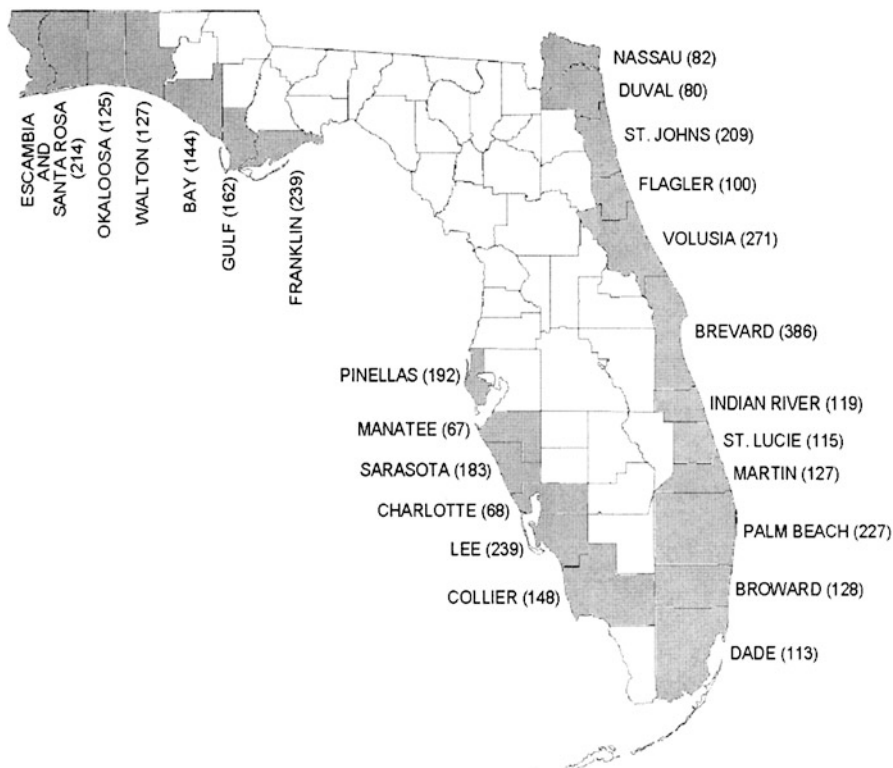 ESCAMBIA
AND
SANTA ROSA
(214)
OKALOOSA (125)
WALTON (127)
BAY (144)
GULF (162)
FRANKLIN (239)
NASSAU (82)
DUVAL (80)
ST. JOHNS (209)
FLAGLER (100)
VOLUSIA (271)
BREVARD (386)
PINELLAS (192)
INDIAN RIVER (119)
MANATEE (67)
ST. LUCIE (115)
SARASOTA (183)
MARTIN (127)
CHARLOTTE (68)
PALM BEACH (227)
LEE (239)
COLLIER (148)
BROWARD (128)
DADE (113)